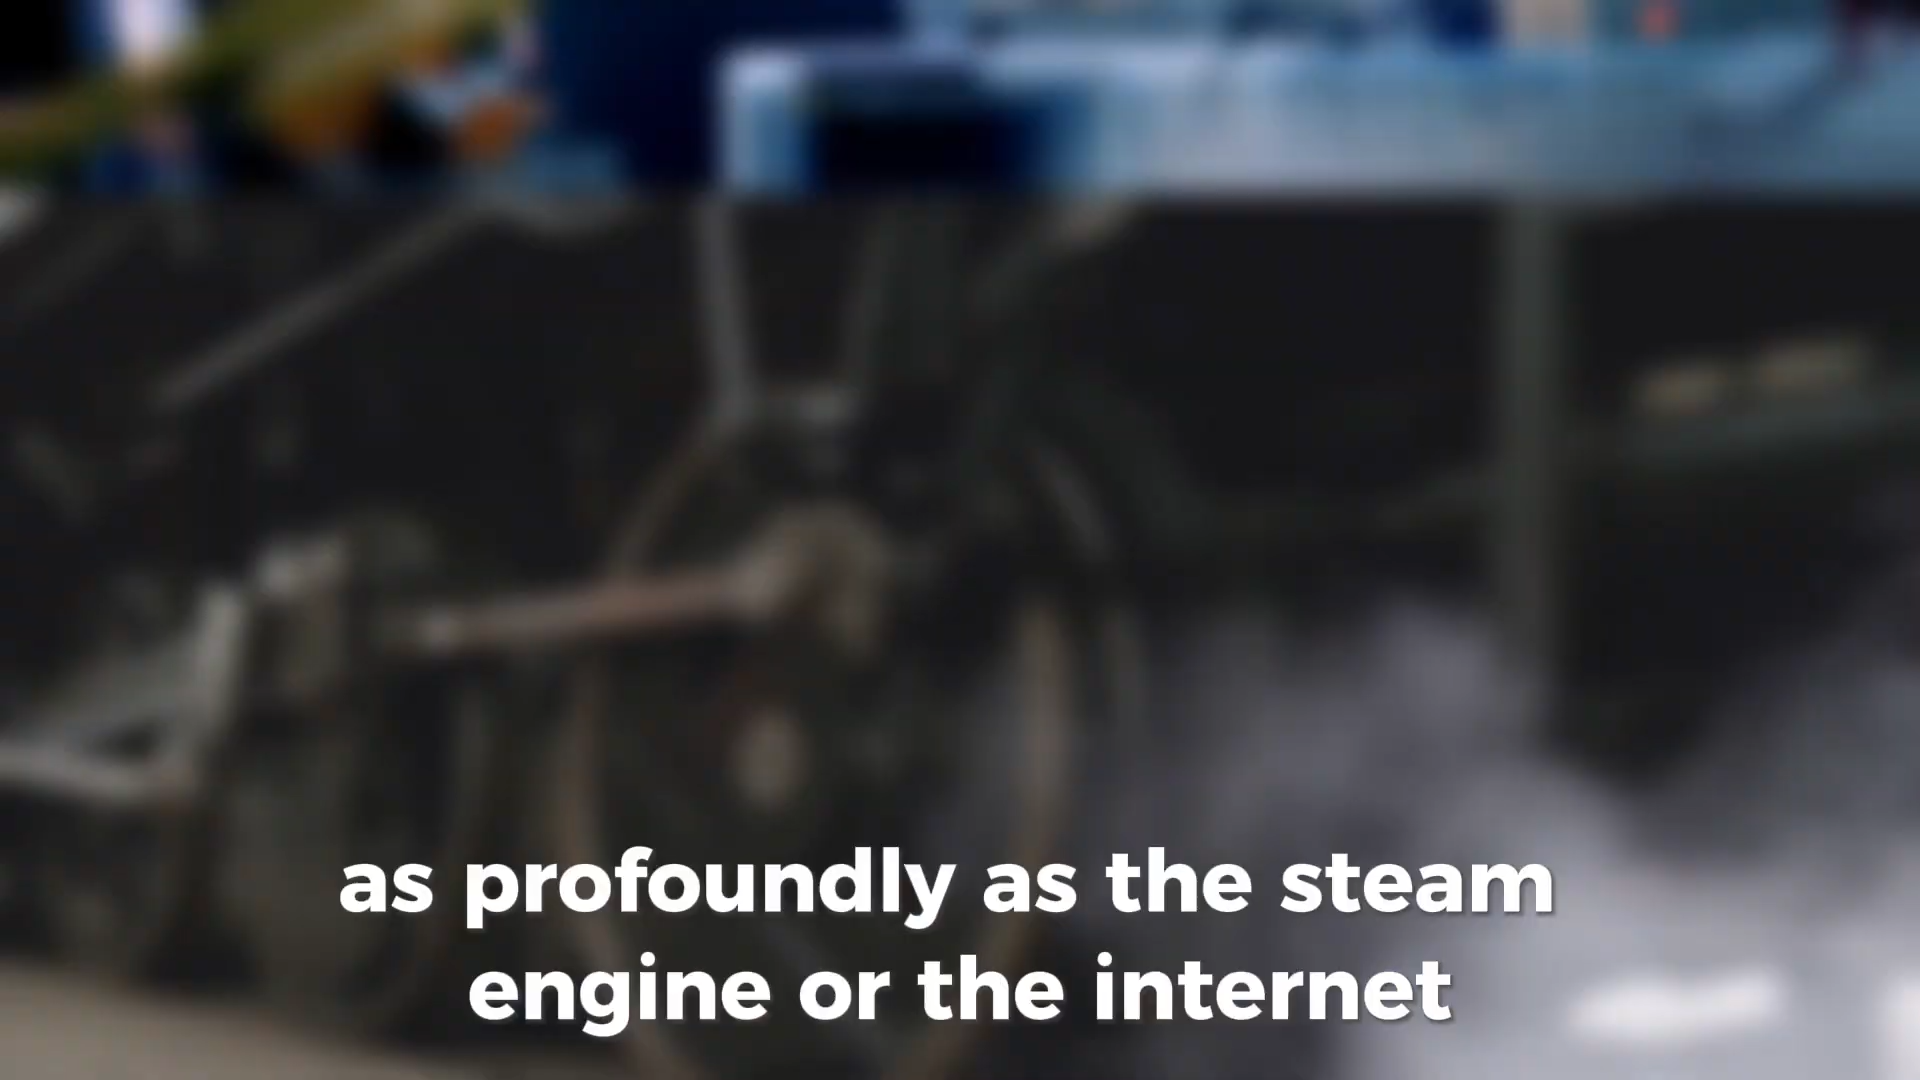 as profoundly as the steam
engine or the internet